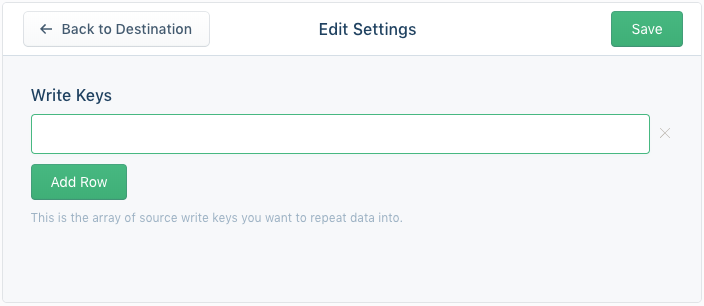 ← Back to Destination
Edit Settings
Save
Write Keys
Add Row
This is the array of source write keys you want to repeat data into.